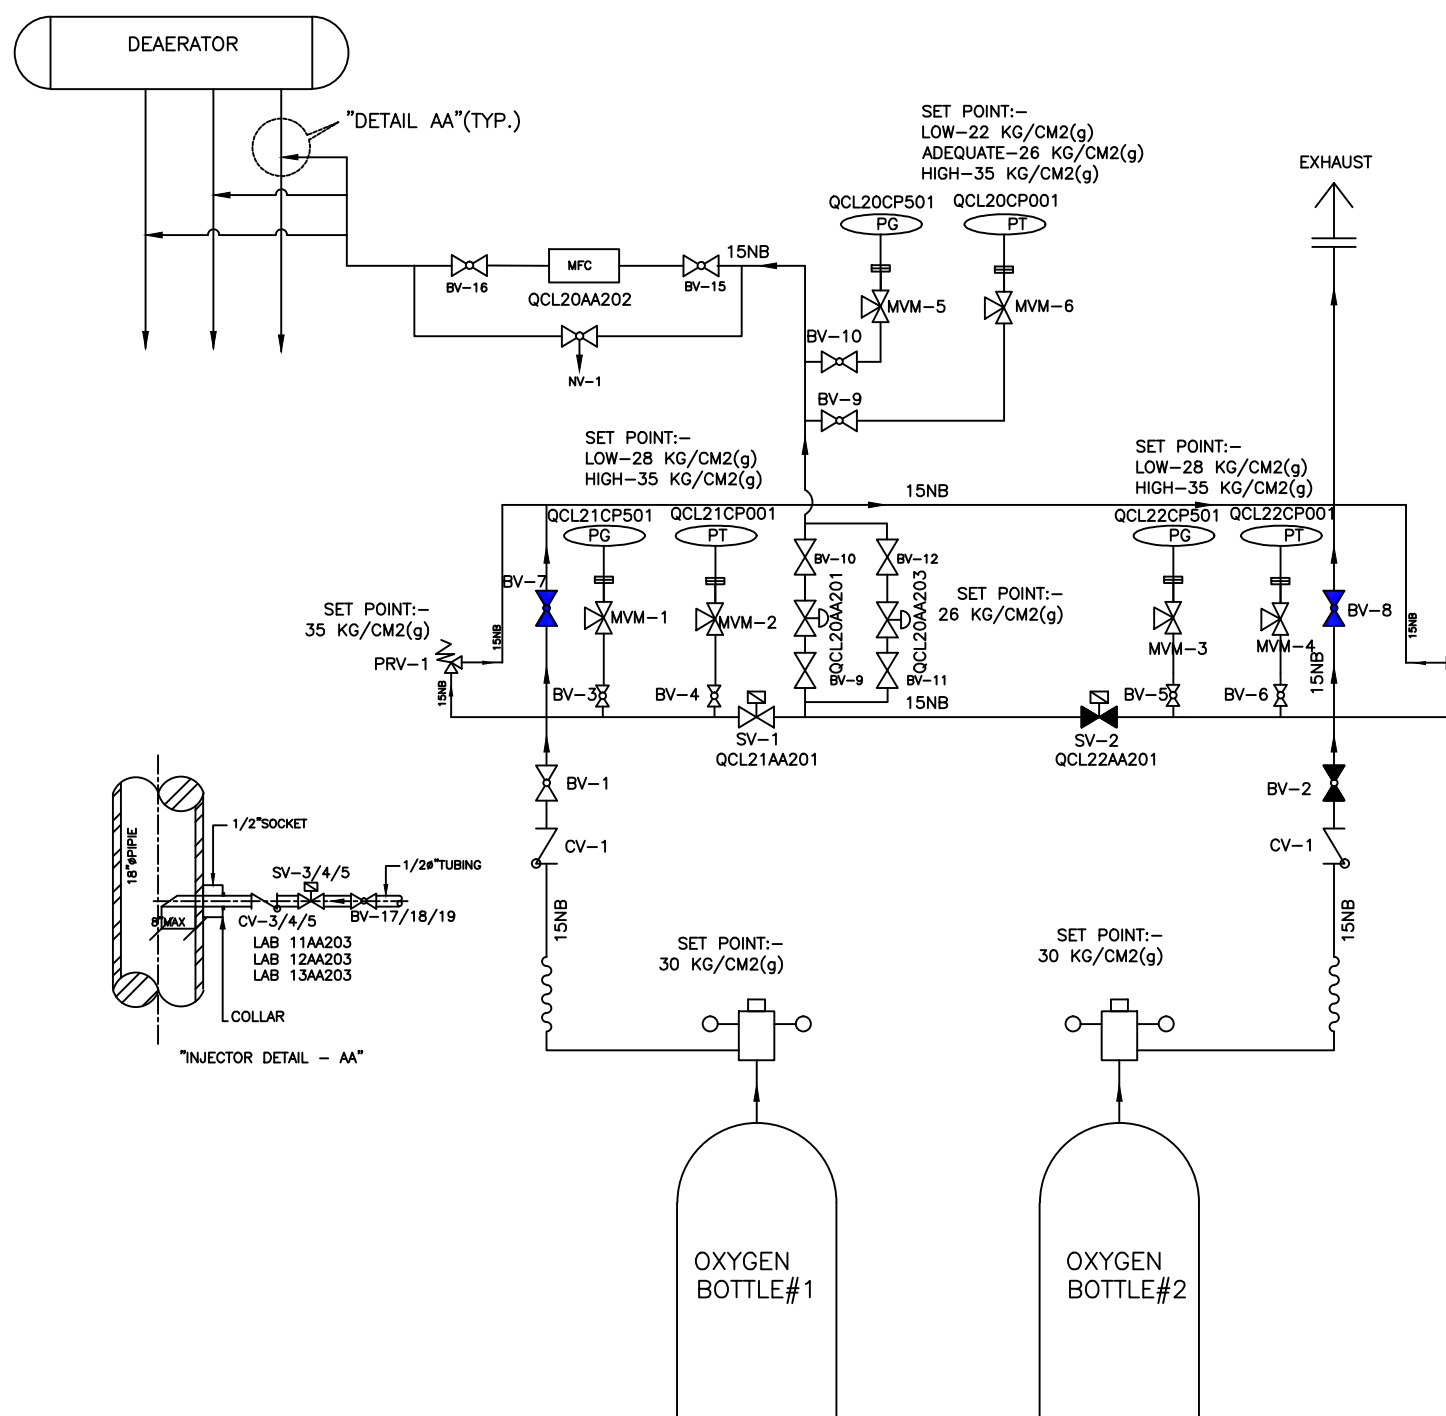 DEAERATOR
"DETAIL AA"(TYP.)
SET POINT:-
LOW-22 KG/CM2(g)
ADEQUATE-26 KG/CM2(g)
HIGH-35 KG/CM2(g)
EXHAUST
QCL20CP501
QCL20CP001
PG
PT
15NB
MFC
BV-16
BV-15
QCL20AA202
MVM-5
MVM-6
BV-10
NV-1
BV-9
SET POINT:-
LOW-28 KG/CM2(g)
HIGH-35 KG/CM2(g)
SET POINT:-
LOW-28 KG/CM2(g)
HIGH-35 KG/CM2(g)
15NB
QCL21CP501
QCL21CP001
QCL22CP501
QCL22CP001
PG
PT
PG
PT
BV-10
BV-12
BV-7
QCL20AA201
QCL20AA203
SET POINT:-
26 KG/CM2(g)
SET POINT:-
35 KG/CM2(g)
MVM-1
MVM-2
MVM-3
MVM-4
BV-8
15NB
15NB
PRV-1
15NB
15NB
BV-3
BV-4
BV-9
BV-11
BV-5
BV-6
15NB
SV-1
QCL21AA201
SV-2
QCL22AA201
BV-1
BV-2
CV-1
CV-1
18"øPIPIE
1/2"SOCKET
SV-3/4/5
1/2ø"TUBING
8"MAX
CV-3/4/5
BV-17/18/19
LAB 11AA203
LAB 12AA203
LAB 13AA203
COLLAR
"INJECTOR DETAIL - AA"
15NB
15NB
SET POINT:-
30 KG/CM2(g)
SET POINT:-
30 KG/CM2(g)
OXYGEN
BOTTLE#1
OXYGEN
BOTTLE#2